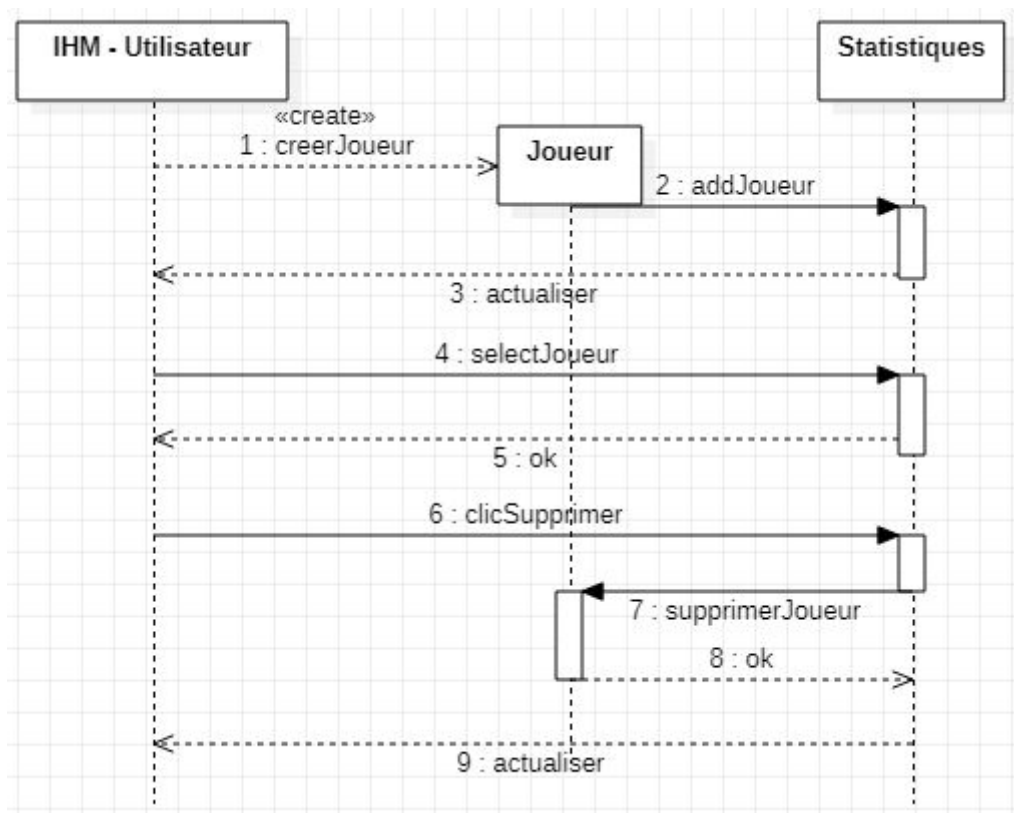 IHM - Utilisateur
Statistiques
«create»
1 : creerJoueur
Joueur
2 : addJoueur
3 : actualiser
4 : selectJoueur
5 : ok
6 : clicSupprimer
7 : supprimerJoueur
8 : ok
9 : actualiser